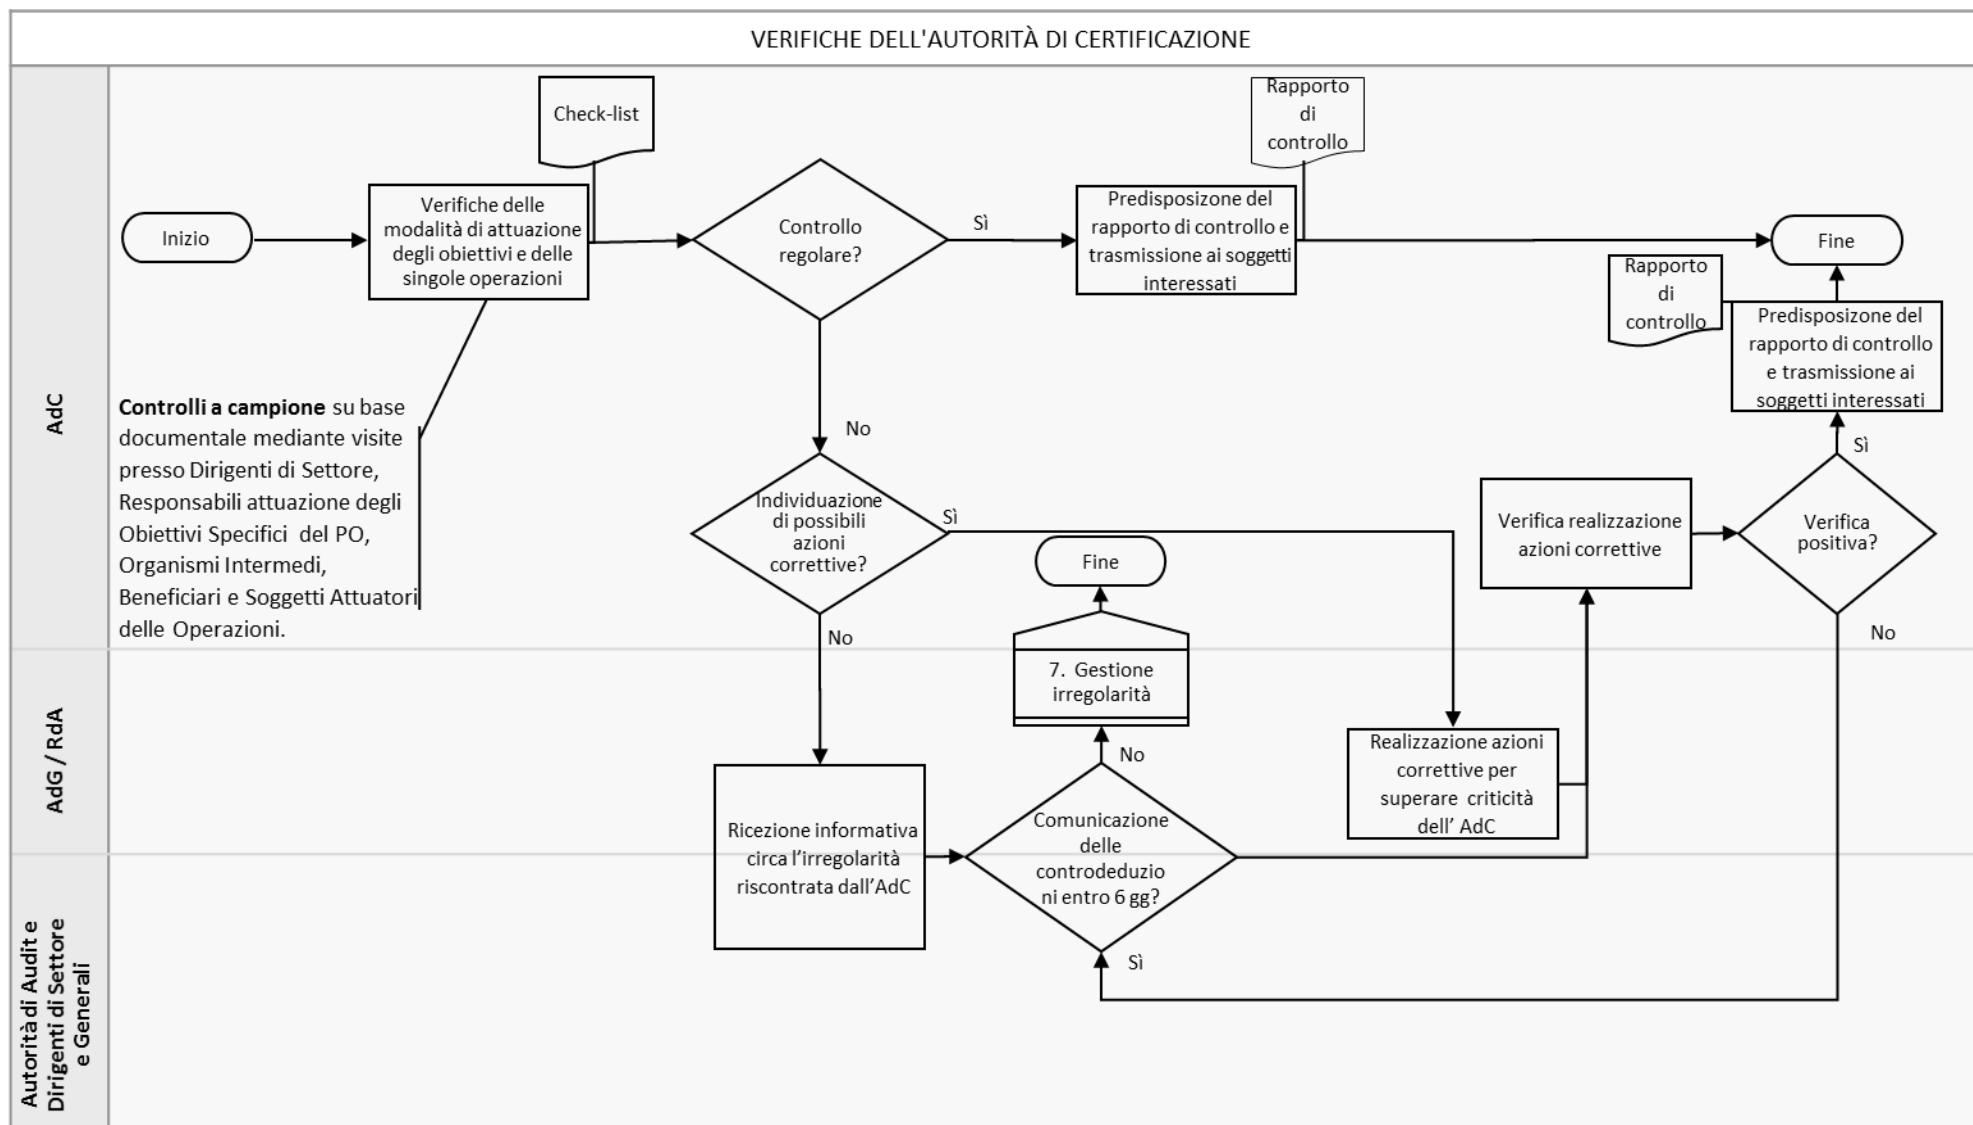 VERIFICHE DELL'AUTORITÀ DI CERTIFICAZIONE
AdC
Check-list
Rapporto
di
controllo
Inizio
Verifiche delle
modalità di attuazione
degli obiettivi e delle
singole operazioni
Controllo
regolare?
Sì
Predisposizone del
rapporto di controllo e
trasmissione ai soggetti
interessati
Fine
Rapporto
di
controllo
Predisposizone del
rapporto di controllo
e trasmissione ai
soggetti interessati
Controlli a campione su base
documentale mediante visite
presso Dirigenti di Settore,
Responsabili attuazione degli
Obiettivi Specifici del PO,
Organismi Intermedi,
Beneficiari e Soggetti Attuatori
delle Operazioni.
No
Sì
Individuazione
di possibili
azioni
correttive?
Sì
Verifica realizzazione
azioni correttive
Verifica
positiva?
Fine
No
No
AdG / RdA
7. Gestione
irregolarità
No
Realizzazione azioni
correttive per
superare criticità
dell' AdC
Ricezione informativa
circa l'irregolarità
riscontrata dall'AdC
Comunicazione
delle
controdeduzio
ni entro 6 gg?
Sì
Autorità di Audit e
Dirigenti di Settore
e Generali